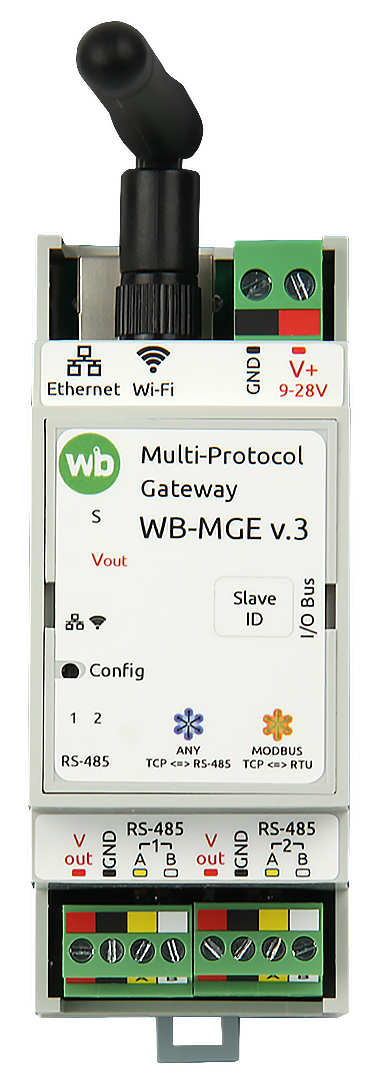 Ethernet Wi-Fi GND V+
9-28V
wb Multi-Protocol
Gateway
WB-MGE v.3
S
Vout
Slave
ID
I/O Bus
Config
1 2
RS-485
ANY
TCP <=> RS-485
MODBUS
TCP <=> RTU
V out GND RS-485 1 A B
V out GND RS-485 2 A B
A B A B